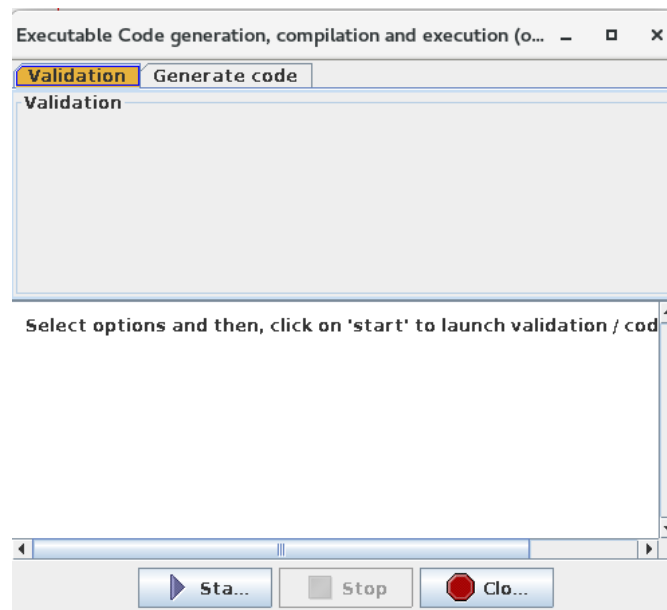 Executable Code generation, compilation and execution (o...
Validation Generate code
Validation
Select options and then, click on 'start' to launch validation / cod
Sta... Stop Clo...